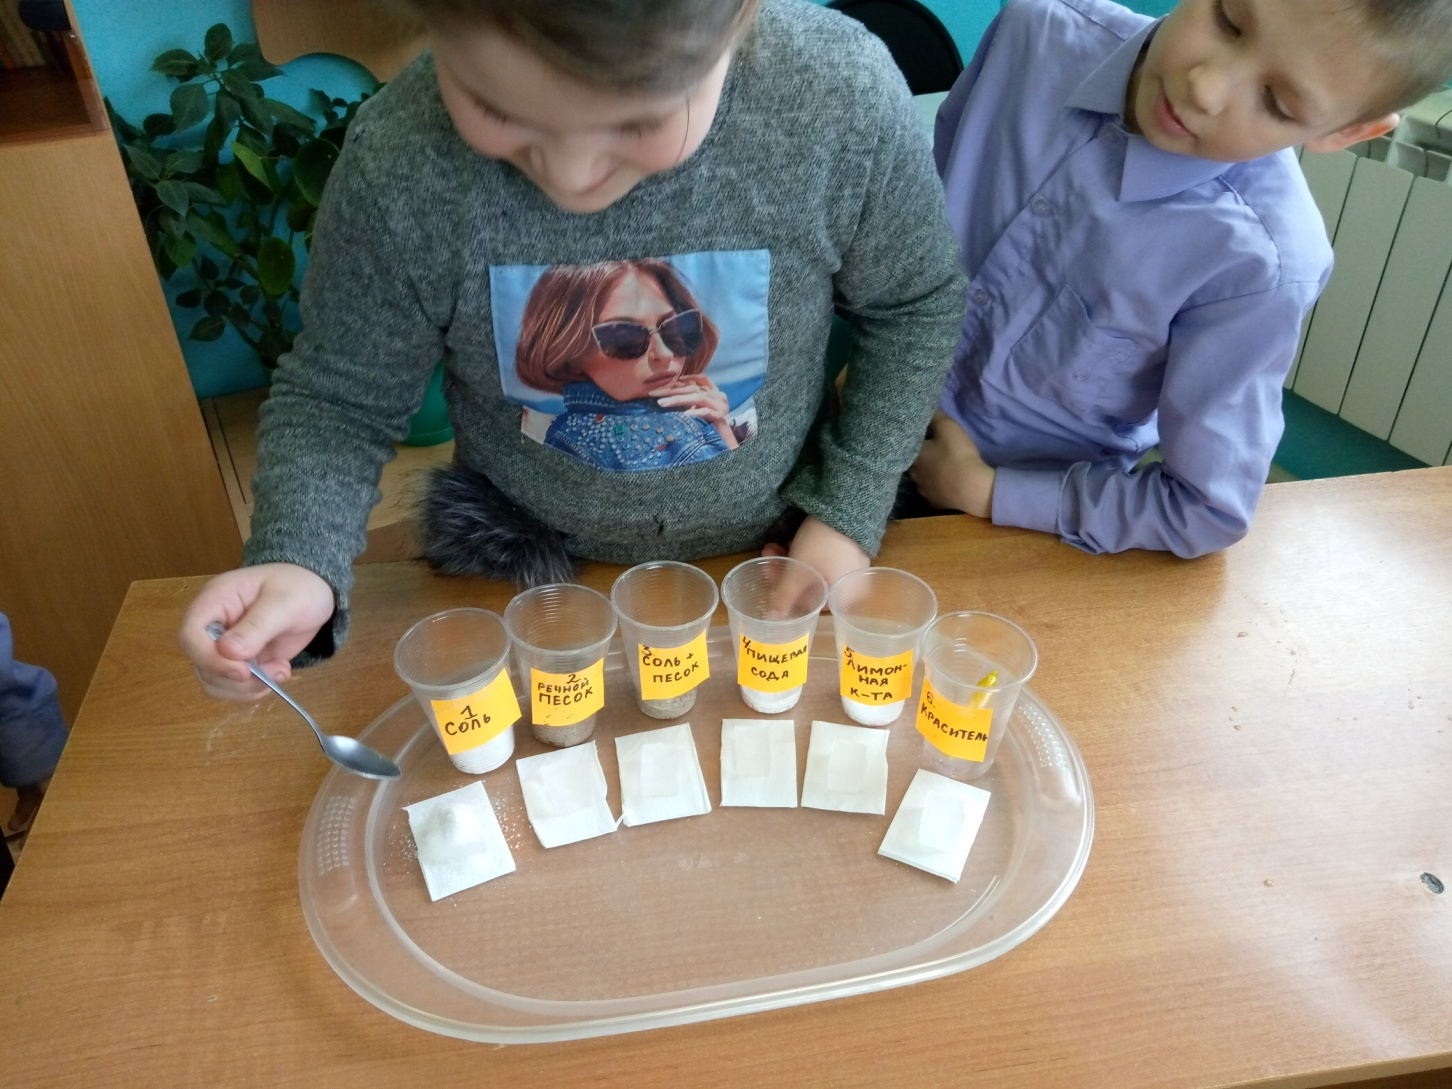 1
СОЛЬ
2
РЕЧНОЙ
ПЕСОК
3
СОЛЬ +
ПЕСОК
4 ПИЩЕВАЯ
СОДА
5
ЛИМОН-
НАЯ
К-ТА
6
КРАСИТЕЛЬ